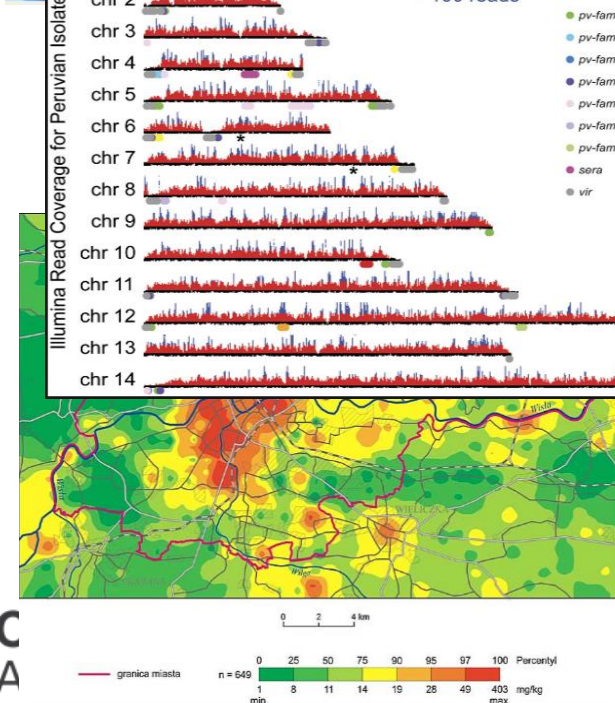 chr 2
chr 3
chr 4
chr 5
chr 6
chr 7
chr 8
chr 9
chr 10
chr 11
chr 12
chr 13
chr 14
Illumina Read Coverage for Peruvian Isolate
*
*
pv-fam
pv-fam
pv-fam
pv-fam
pv-fam
pv-fam
pv-fam
sera
vir
Wisła
Wisła
WIELICZKA
Wilga
0 2 4 km
granica miasta
n = 649
0 25 50 75 90 95 97 100 Percentyl
1 8 11 14 19 28 49 403 mg/kg
min. max